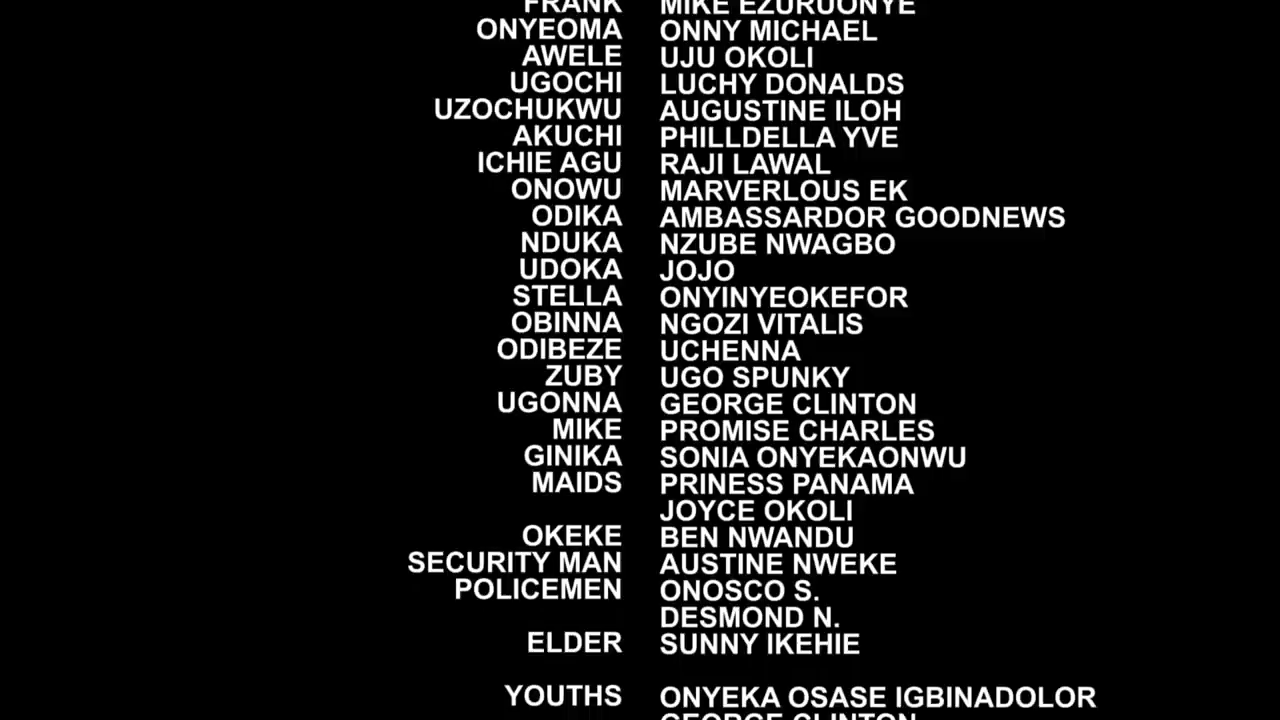 FRANK MIKE EZURUONYE
ONYEOMA ONNY MICHAEL
AWELE UJU OKOLI
UGOCHI LUCHY DONALDS
UZOCHUKWU AUGUSTINE ILOH
AKUCHI PHILLDELLA YVE
ICHIE AGU RAJI LAWAL
ONOWU MARVERLOUS EK
ODIKA AMBASSARDOR GOODNEWS
NDUKA NZUBE NWAGBO
UDOKA JOJO
STELLA ONYINYEOKEFOR
OBINNA NGOZI VITALIS
ODIBEZE UCHENNA
ZUBY UGO SPUNKY
UGONNA GEORGE CLINTON
MIKE PROMISE CHARLES
GINIKA SONIA ONYEKAONWU
MAIDS PRINESS PANAMA
JOYCE OKOLI
OKEKE BEN NWANDU
SECURITY MAN AUSTINE NWEKE
POLICEMEN ONOSCO S.
DESMOND N.
ELDER SUNNY IKEHIE
YOUTHS ONYEKA OSASE IGBINADOLOR
GEORGE CLINTON